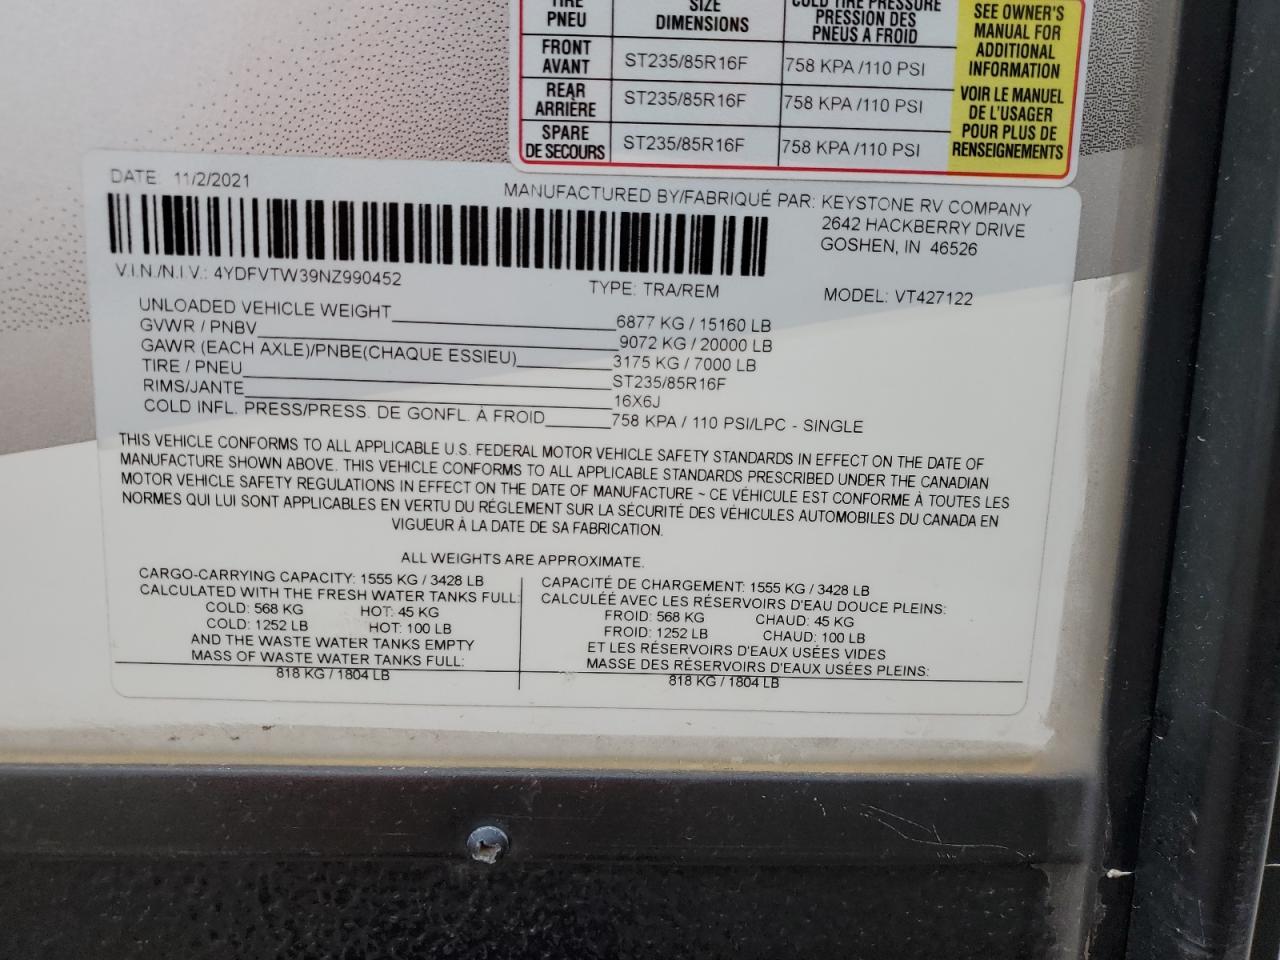 TIRE SIZE COLD TIRE PRESSURE
PNEU DIMENSIONS PRESSION DES PNEUS A FROID
FRONT AVANT ST235/85R16F 758 KPA /110 PSI
REAR ARRIÈRE ST235/85R16F 758 KPA /110 PSI
SPARE DE SECOURS ST235/85R16F 758 KPA /110 PSI
SEE OWNER'S
MANUAL FOR
ADDITIONAL
INFORMATION
VOIR LE MANUEL
DE L'USAGER
POUR PLUS DE
RENSEIGNEMENTS
DATE: 11/2/2021
MANUFACTURED BY/FABRIQUÉ PAR: KEYSTONE RV COMPANY
2642 HACKBERRY DRIVE
GOSHEN, IN 46526
V.I.N./N.I.V.: 4YDFVTW39NZ990452
TYPE: TRA/REM
MODEL: VT427122
UNLOADED VEHICLE WEIGHT 6877 KG / 15160 LB
GVWR / PNBV 9072 KG / 20000 LB
GAWR (EACH AXLE)/PNBE(CHAQUE ESSIEU) 3175 KG / 7000 LB
TIRE / PNEU ST235/85R16F
RIMS/JANTE 16X6J
COLD INFL. PRESS/PRESS. DE GONFL. À FROID 758 KPA / 110 PSI/LPC - SINGLE
THIS VEHICLE CONFORMS TO ALL APPLICABLE U.S. FEDERAL MOTOR VEHICLE SAFETY STANDARDS IN EFFECT ON THE DATE OF
MANUFACTURE SHOWN ABOVE. THIS VEHICLE CONFORMS TO ALL APPLICABLE STANDARDS PRESCRIBED UNDER THE CANADIAN
MOTOR VEHICLE SAFETY REGULATIONS IN EFFECT ON THE DATE OF MANUFACTURE ~ CE VÉHICULE EST CONFORME À TOUTES LES
NORMES QUI LUI SONT APPLICABLES EN VERTU DU RÉGLEMENT SUR LA SÉCURITÉ DES VÉHICULES AUTOMOBILES DU CANADA EN
VIGUEUR À LA DATE DE SA FABRICATION.
ALL WEIGHTS ARE APPROXIMATE.
CARGO-CARRYING CAPACITY: 1555 KG / 3428 LB
CALCULATED WITH THE FRESH WATER TANKS FULL:
COLD: 568 KG HOT: 45 KG
COLD: 1252 LB HOT: 100 LB
AND THE WASTE WATER TANKS EMPTY
MASS OF WASTE WATER TANKS FULL:
818 KG / 1804 LB
CAPACITÉ DE CHARGEMENT: 1555 KG / 3428 LB
CALCULÉE AVEC LES RÉSERVOIRS D'EAU DOUCE PLEINS:
FROID: 568 KG CHAUD: 45 KG
FROID: 1252 LB CHAUD: 100 LB
ET LES RÉSERVOIRS D'EAUX USÉES VIDES
MASSE DES RÉSERVOIRS D'EAUX USÉES PLEINS:
818 KG / 1804 LB